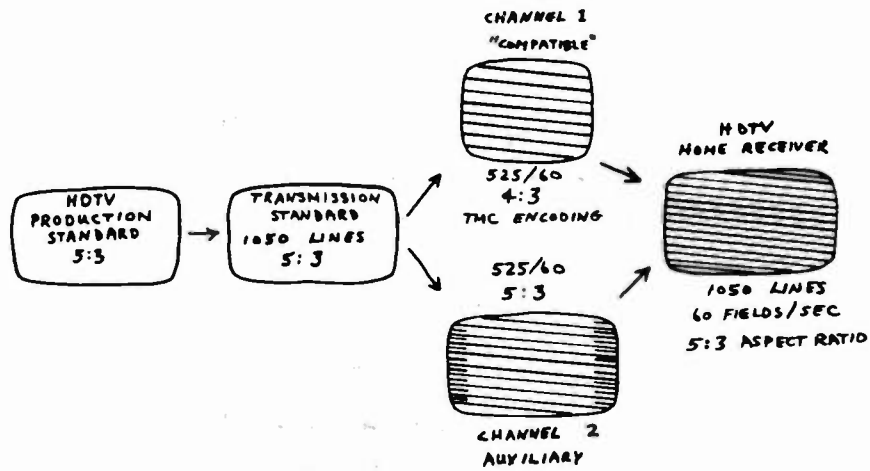 HDTV
PRODUCTION
STANDARD
5:3
TRANSMISSION
STANDARD
1050 LINES
5:3
CHANNEL 1
"COMPATIBLE"
525/60
4:3
TMC ENCODING
525/60
5:3
CHANNEL 2
AUXILIARY
HDTV
HOME RECEIVER
1050 LINES
60 FIELDS/SEC
5:3 ASPECT RATIO